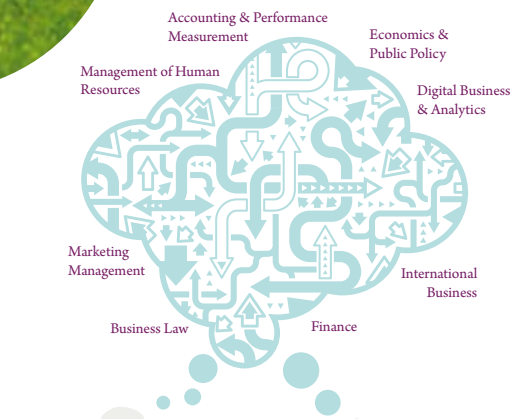 Accounting & Performance
Measurement
Economics &
Public Policy
Management of Human
Resources
Digital Business
& Analytics
Marketing
Management
International
Business
Business Law
Finance